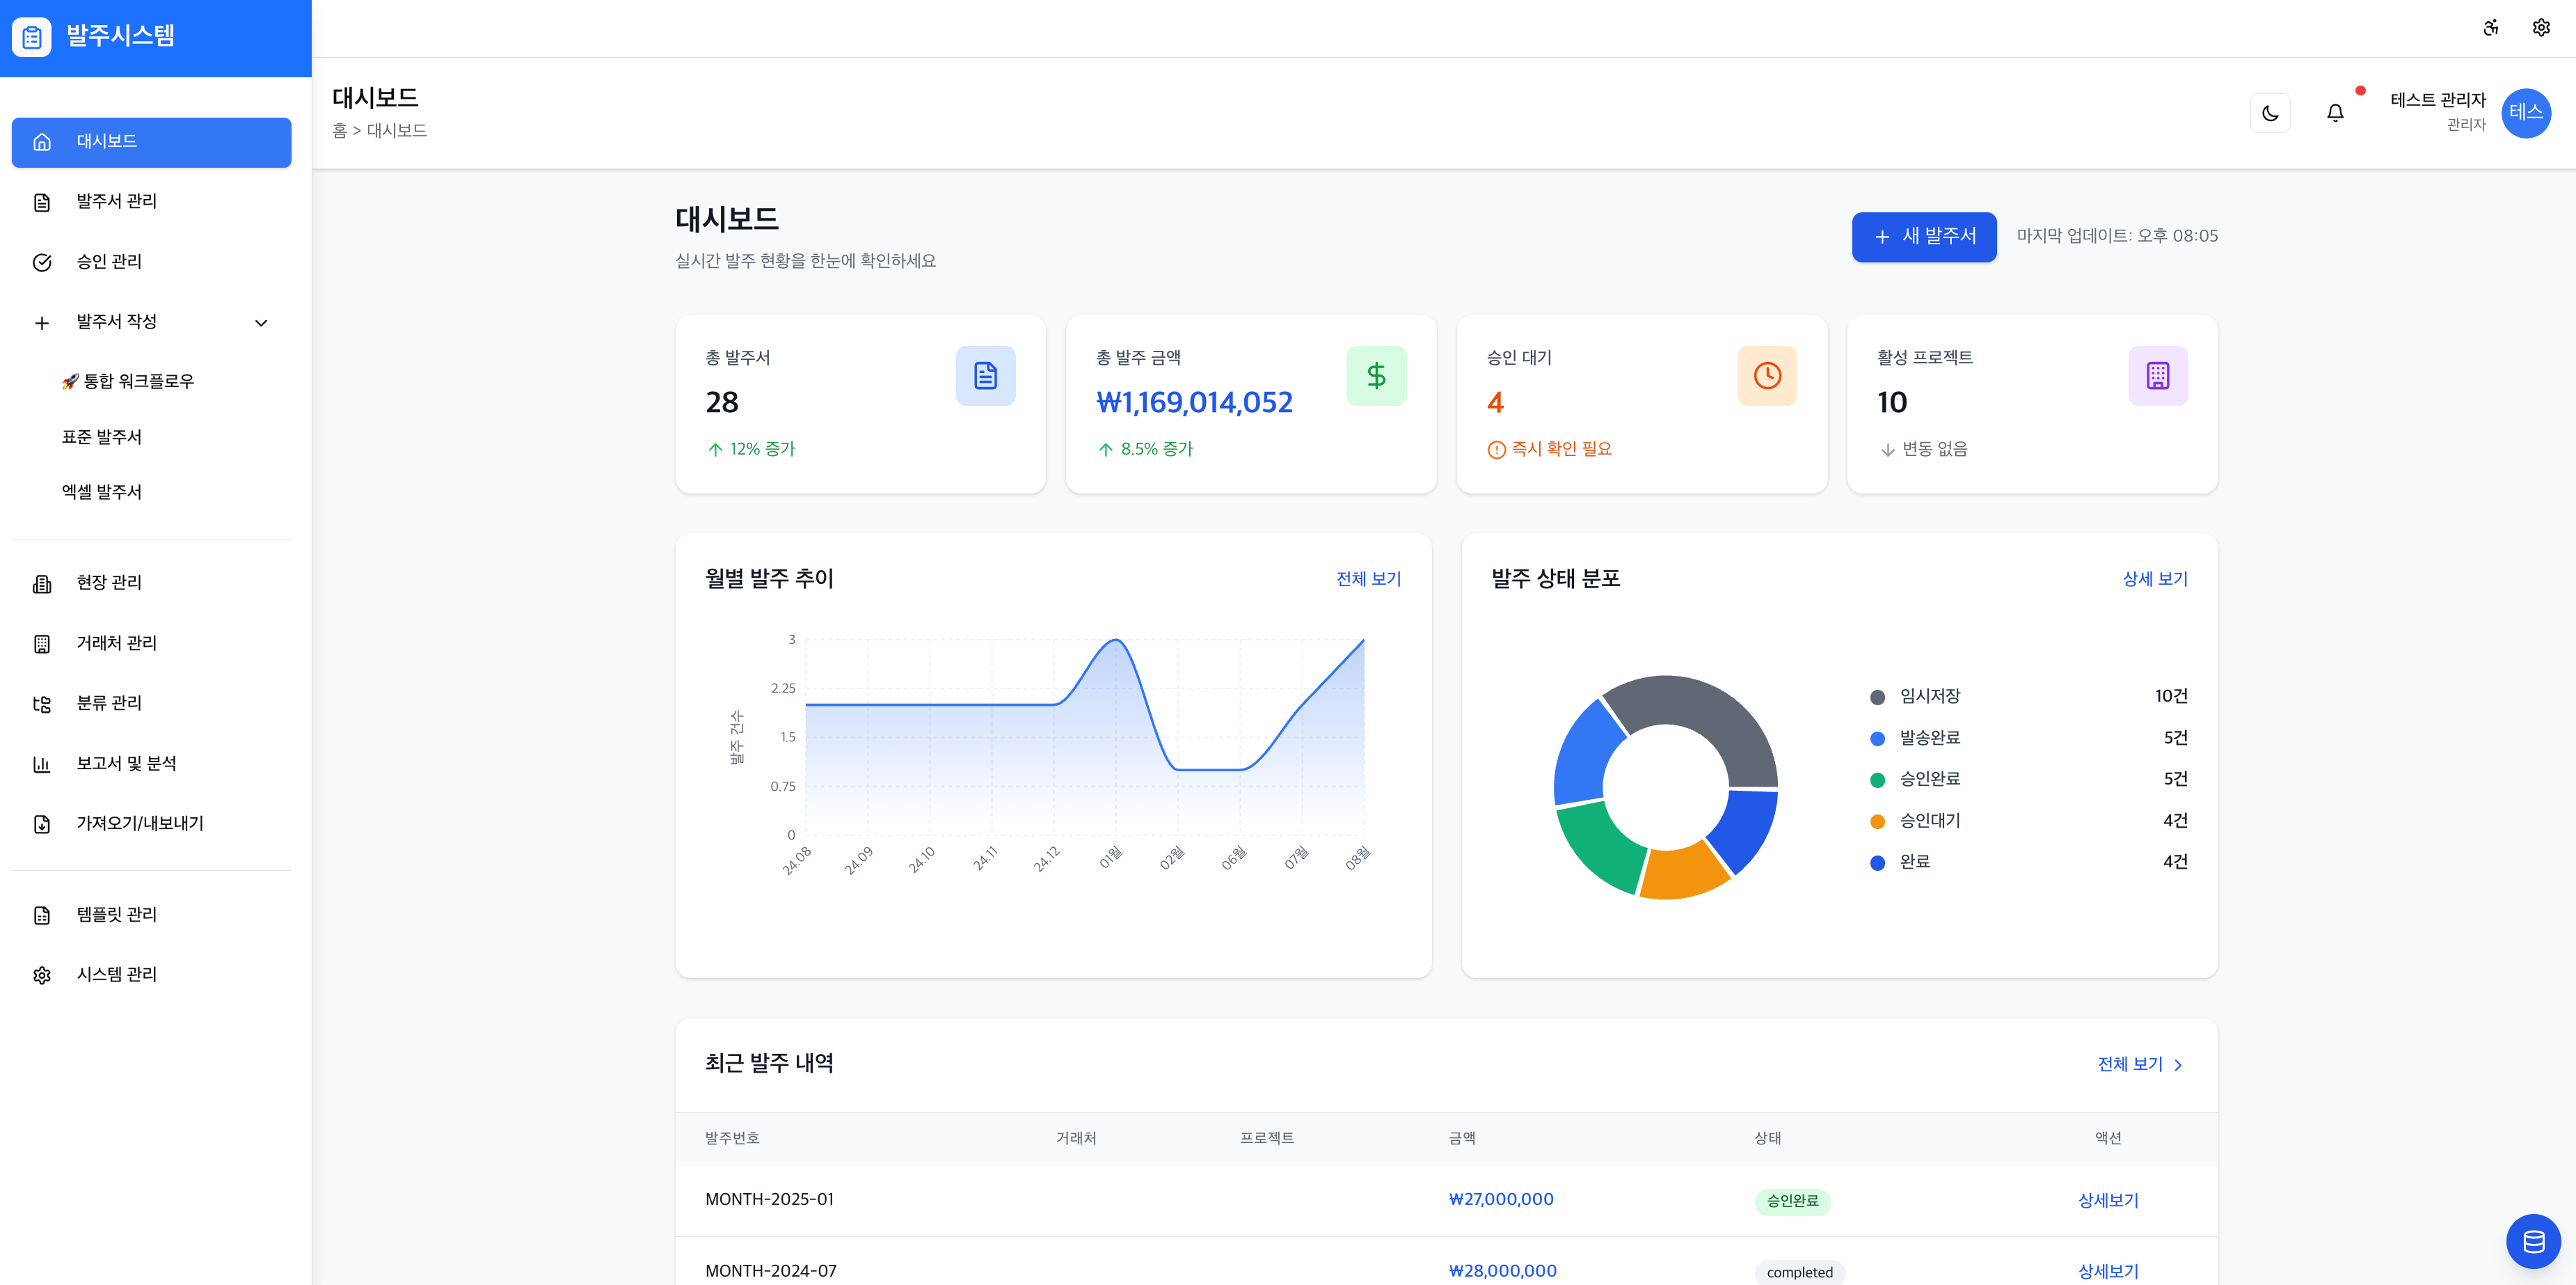 발주시스템
대시보드
발주서 관리
승인 관리
발주서 작성
🚀 통합 워크플로우
표준 발주서
엑셀 발주서
현장 관리
거래처 관리
분류 관리
보고서 및 분석
가져오기/내보내기
템플릿 관리
시스템 관리
대시보드
홈 > 대시보드
테스트 관리자
관리자
테스
대시보드
실시간 발주 현황을 한눈에 확인하세요
새 발주서
마지막 업데이트: 오후 08:05
총 발주서
28
12% 증가
총 발주 금액
₩1,169,014,052
8.5% 증가
승인 대기
4
즉시 확인 필요
활성 프로젝트
10
변동 없음
월별 발주 추이
전체 보기
발주 건수
3
2.25
1.5
0.75
0
24.08
24.09
24.10
24.11
24.12
01월
02월
06월
07월
08월
발주 상태 분포
상세 보기
임시저장 10건
발송완료 5건
승인완료 5건
승인대기 4건
완료 4건
최근 발주 내역
전체 보기
발주번호 거래처 프로젝트 금액 상태 액션
MONTH-2025-01 ₩27,000,000 승인완료 상세보기
MONTH-2024-07 ₩28,000,000 completed 상세보기